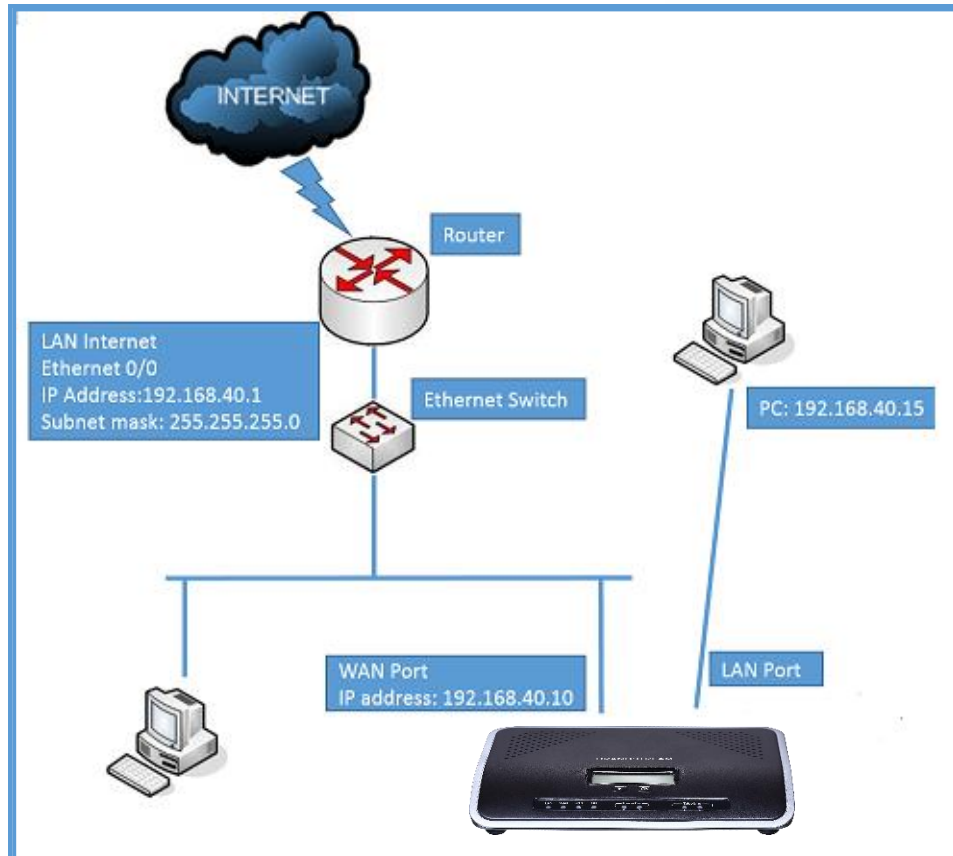 INTERNET
Router
LAN Internet
Ethernet 0/0
IP Address:192.168.40.1
Subnet mask: 255.255.255.0
Ethernet Switch
PC: 192.168.40.15
WAN Port
IP address: 192.168.40.10
LAN Port